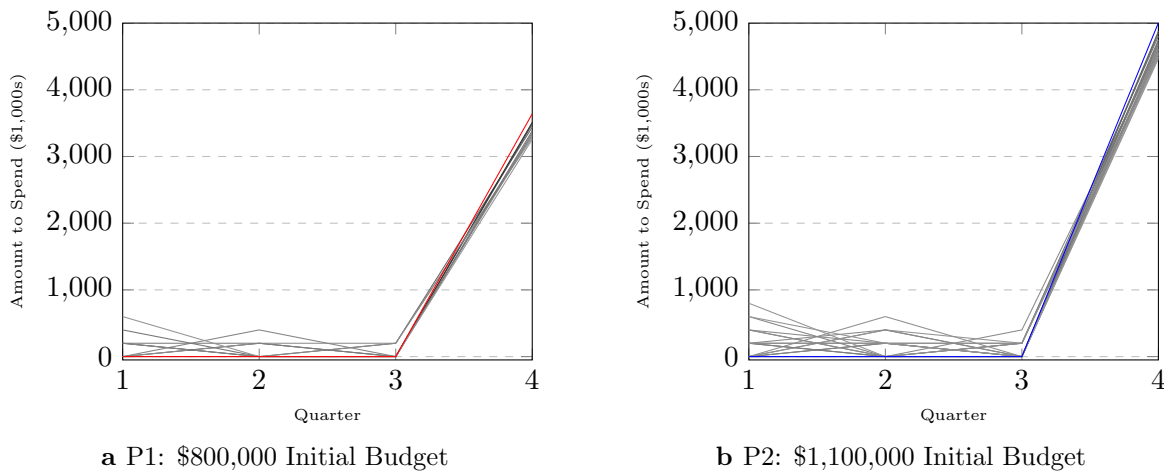 5,000
4,000
3,000
2,000
1,000
0
1 2 3 4
Amount to Spend ($1,000s)
Quarter
a P1: $800,000 Initial Budget
5,000
4,000
3,000
2,000
1,000
0
1 2 3 4
Amount to Spend ($1,000s)
Quarter
b P2: $1,100,000 Initial Budget